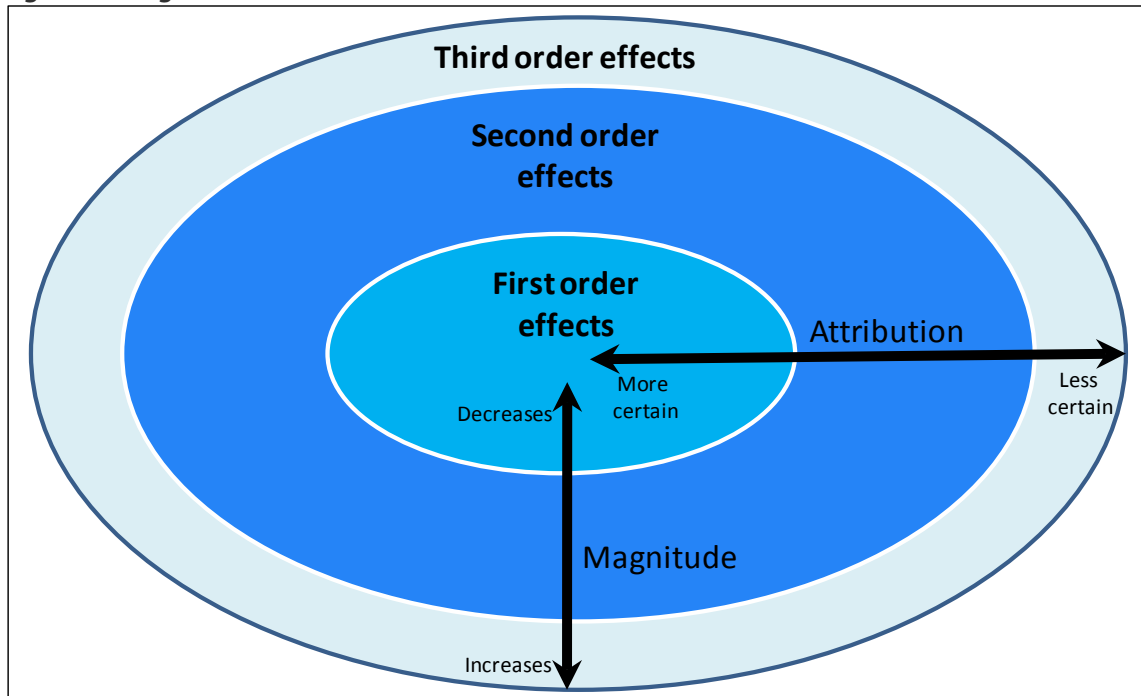 Third order effects
Second order
effects
First order
effects
Attribution
More
certain
Less
certain
Decreases
Magnitude
Increases